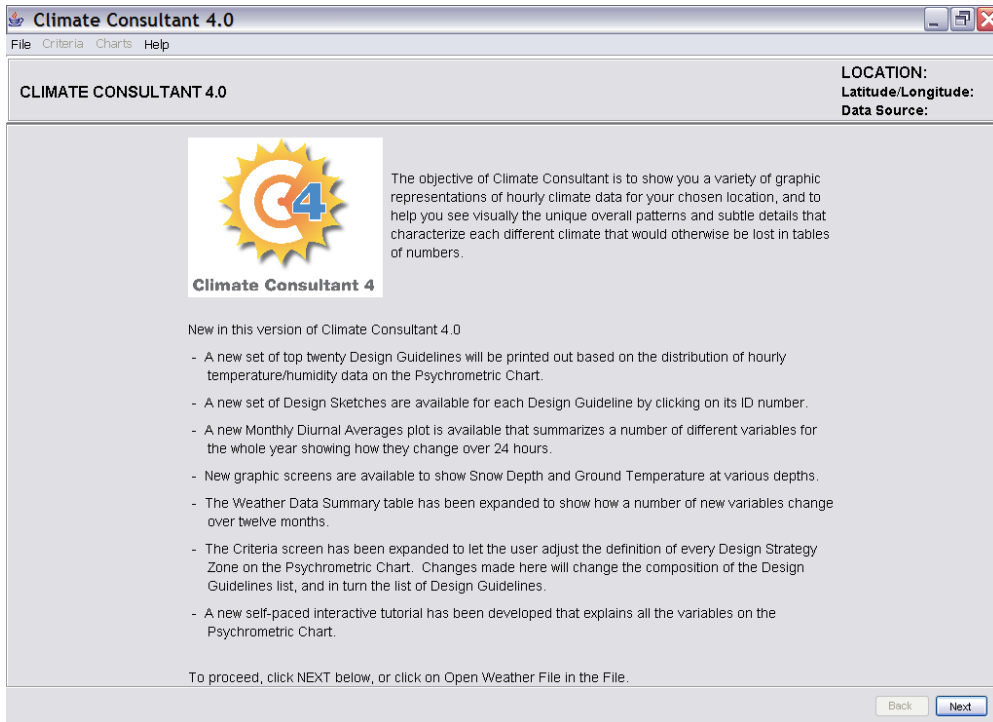 Climate Consultant 4.0
File Criteria Charts Help
CLIMATE CONSULTANT 4.0
LOCATION:
Latitude/Longitude:
Data Source:
C4
Climate Consultant 4
The objective of Climate Consultant is to show you a variety of graphic
representations of hourly climate data for your chosen location, and to
help you see visually the unique overall patterns and subtle details that
characterize each different climate that would otherwise be lost in tables
of numbers.
New in this version of Climate Consultant 4.0
- A new set of top twenty Design Guidelines will be printed out based on the distribution of hourly
temperature/humidity data on the Psychrometric Chart.
- A new set of Design Sketches are available for each Design Guideline by clicking on its ID number.
- A new Monthly Diurnal Averages plot is available that summarizes a number of different variables for
the whole year showing how they change over 24 hours.
- New graphic screens are available to show Snow Depth and Ground Temperature at various depths.
- The Weather Data Summary table has been expanded to show how a number of new variables change
over twelve months.
- The Criteria screen has been expanded to let the user adjust the definition of every Design Strategy
Zone on the Psychrometric Chart.  Changes made here will change the composition of the Design
Guidelines list, and in turn the list of Design Guidelines.
- A new self-paced interactive tutorial has been developed that explains all the variables on the
Psychrometric Chart.
To proceed, click NEXT below, or click on Open Weather File in the File.
Back Next